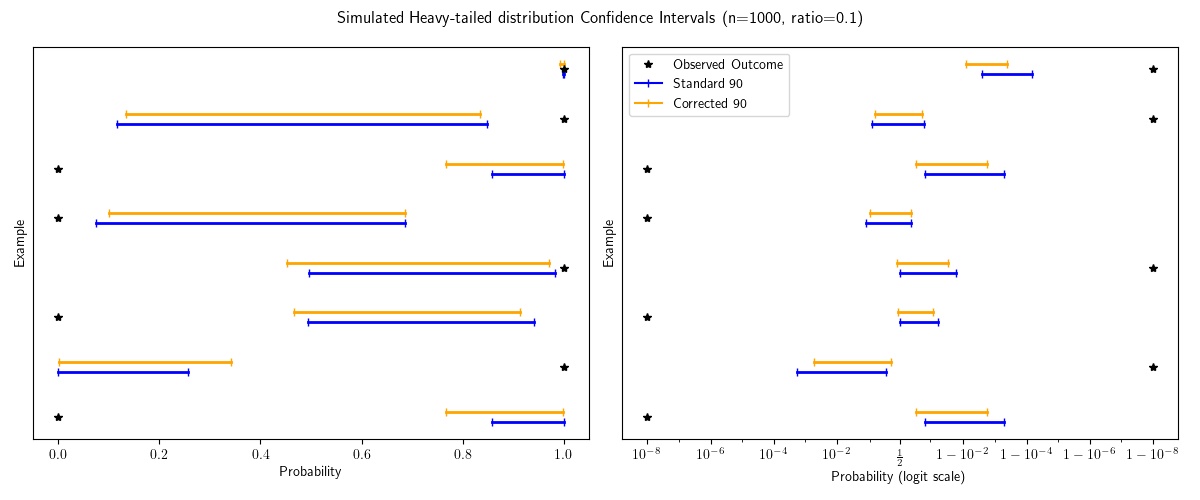 Simulated Heavy-tailed distribution Confidence Intervals (n=1000, ratio=0.1)
Example
0.0 0.2 0.4 0.6 0.8 1.0
Probability
Observed Outcome
Standard 90
Corrected 90
Example
10⁻⁸ 10⁻⁶ 10⁻⁴ 10⁻² 1/2 1 − 10⁻² 1 − 10⁻⁴ 1 − 10⁻⁶ 1 − 10⁻⁸
Probability (logit scale)